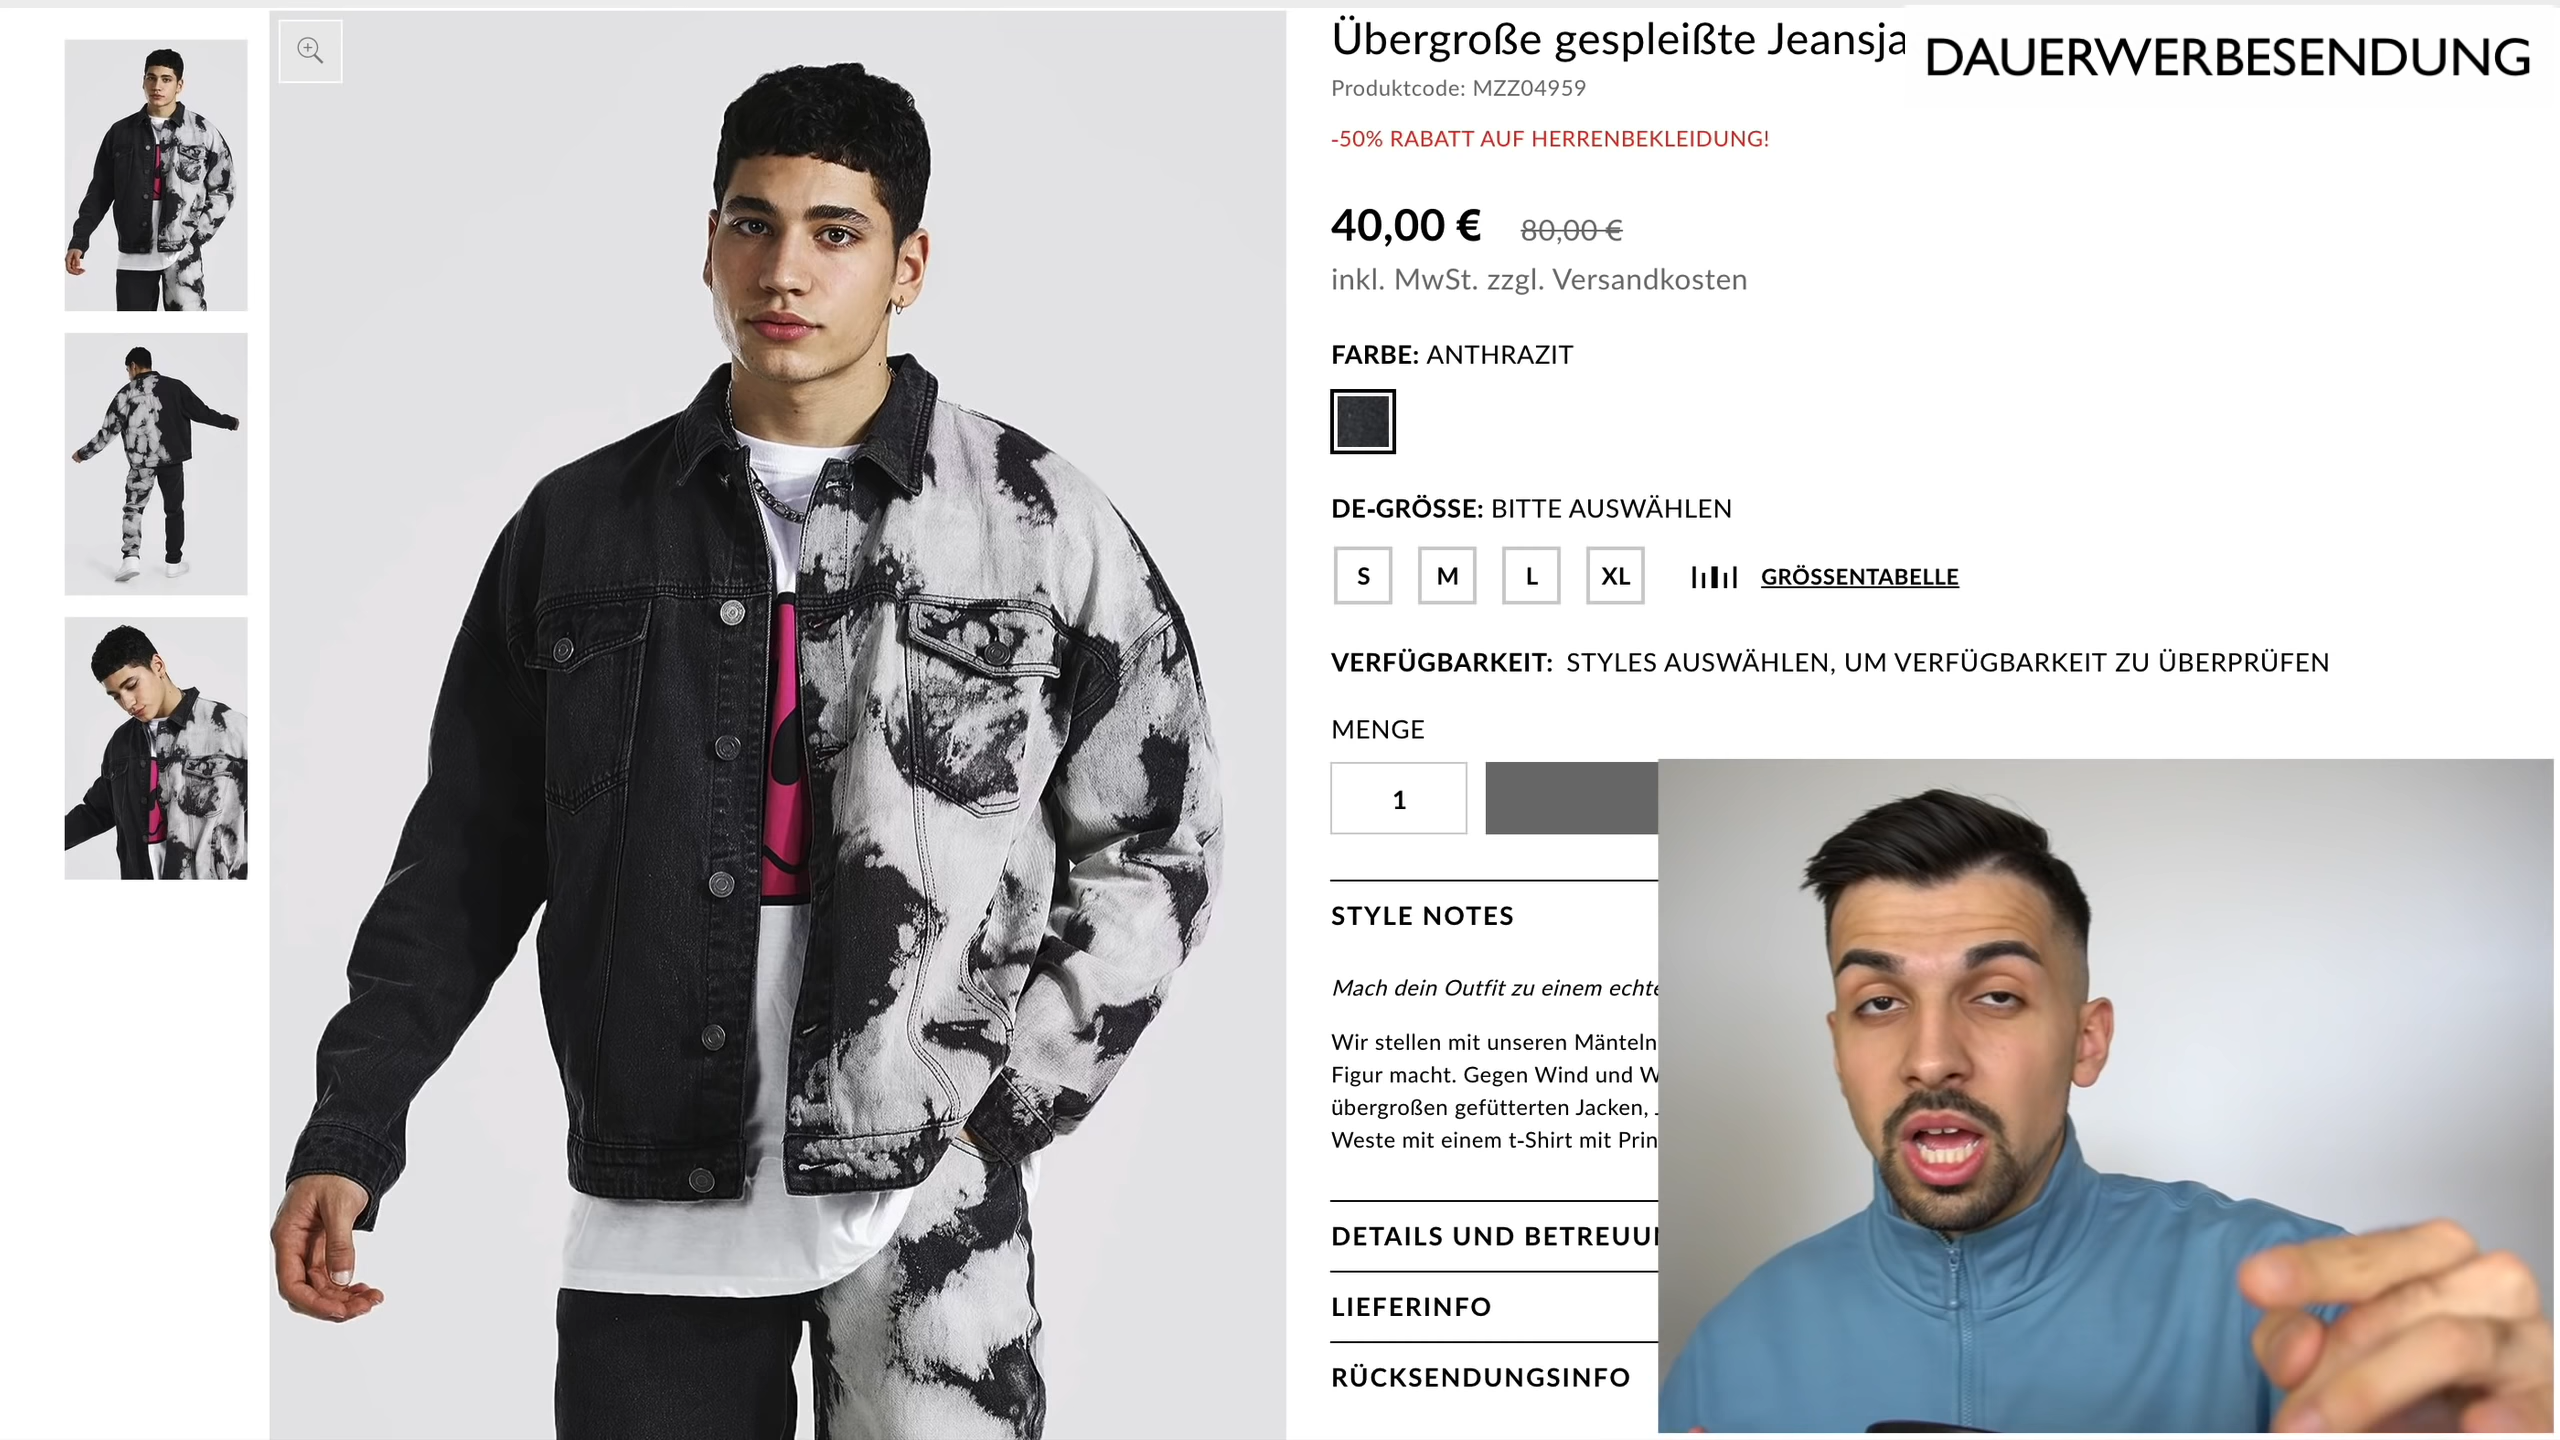 Übergroße gespleißte Jeansja
DAUERWERBESENDUNG
Produktcode: MZZ04959
-50% RABATT AUF HERRENBEKLEIDUNG!
40,00 € 80,00 €
inkl. MwSt. zzgl. Versandkosten
FARBE: ANTHRAZIT
DE-GRÖSSE: BITTE AUSWÄHLEN
S M L XL GRÖSSENTABELLE
VERFÜGBARKEIT: STYLES AUSWÄHLEN, UM VERFÜGBARKEIT ZU ÜBERPRÜFEN
MENGE
1
STYLE NOTES
Mach dein Outfit zu einem echte
Wir stellen mit unseren Mänteln
Figur macht. Gegen Wind und W
übergroßen gefütterten Jacken,
Weste mit einem t-Shirt mit Prin
DETAILS UND BETREUU
LIEFERINFO
RÜCKSENDUNGSINFO